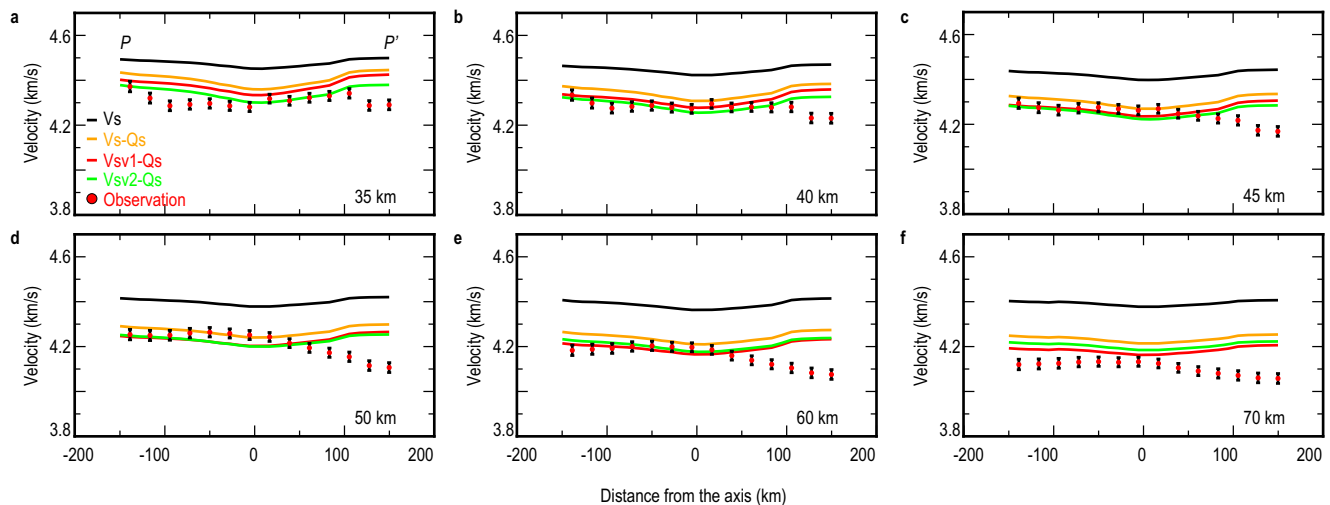 a
b
c
4.6
4.2
3.8
Velocity (km/s)
P
P'
Vs
Vs-Qs
Vsv1-Qs
Vsv2-Qs
Observation
35 km
4.6
4.2
3.8
Velocity (km/s)
40 km
4.6
4.2
3.8
Velocity (km/s)
45 km
d
e
f
4.6
4.2
3.8
Velocity (km/s)
50 km
-200 -100 0 100 200
4.6
4.2
3.8
Velocity (km/s)
60 km
-200 -100 0 100 200
4.6
4.2
3.8
Velocity (km/s)
70 km
-200 -100 0 100 200
Distance from the axis (km)